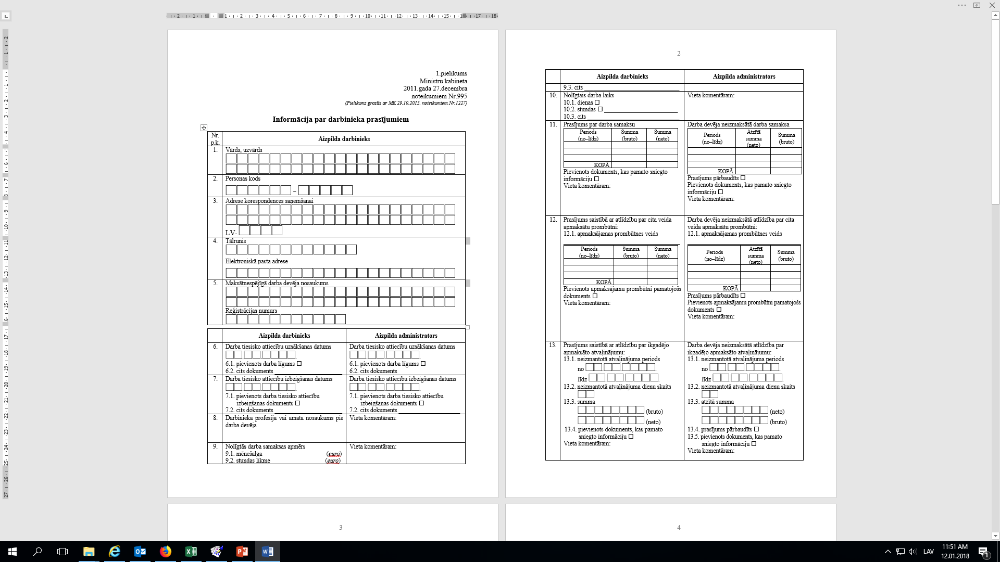 1.pielikums
Ministru kabineta
2011.gada 27.decembra
noteikumiem Nr.995
(Pielikums grozīts ar MK 29.10.2013. noteikumiem Nr.1227)
Informācija par darbinieka prasījumiem
Nr. p.k.
Aizpilda darbinieks
1. Vārds, uzvārds
2. Personas kods
–
3. Adrese korespondences saņemšanai
LV-
4. Tālrunis
Elektroniskā pasta adrese
5. Maksātnespējīgā darba devēja nosaukums
Reģistrācijas numurs
Aizpilda darbinieks
Aizpilda administrators
6. Darba tiesisko attiecību uzsākšanas datums
6.1. pievienots darba līgums ☐
6.2. cits dokuments ____________________
Darba tiesisko attiecību uzsākšanas datums
6.1. pievienots darba līgums ☐
6.2. cits dokuments
7. Darba tiesisko attiecību izbeigšanas datums
7.1. pievienots darba tiesisko attiecību
izbeigšanas dokuments ☐
7.2. cits dokuments ____________________
Darba tiesisko attiecību izbeigšanas datums
7.1. pievienots darba tiesisko attiecību
izbeigšanas dokuments ☐
7.2. cits dokuments ____________________
8. Darbinieka profesija vai amata nosaukums pie
darba devēja
Vieta komentāram:
9. Nolīgtās darba samaksas apmērs
9.1. mēnešalga (euro)
9.2. stundas likme (euro)
Vieta komentāram:
2
Aizpilda darbinieks
Aizpilda administrators
9.3. cits ____________________
10. Nolīgtais darba laiks
10.1. dienas ☐
10.2. stundas ☐ ____________________
10.3. cits ____________________
Vieta komentāram:
11. Prasījums par darba samaksu
Periods (no–līdz) Summa (bruto) Summa (neto)
KOPĀ
Pievienots dokuments, kas pamato sniegto
informāciju ☐
Vieta komentāram:
Darba devēja neizmaksātā darba samaksa
Periods (no–līdz) Atzītā summa (neto) Summa (bruto)
KOPĀ
Prasījums pārbaudīts ☐
Pievienots dokuments, kas pamato sniegto
informāciju ☐
Vieta komentāram:
12. Prasījums saistībā ar atlīdzību par cita veida
apmaksātu prombūtni:
12.1. apmaksājamas prombūtnes veids
Periods (no–līdz) Summa (bruto) Summa (neto)
KOPĀ
Pievienots apmaksājamu prombūtni pamatojošs
dokuments ☐
Vieta komentāram:
Darba devēja neizmaksātā atlīdzība par cita
veida apmaksātu prombūtni:
12.1. apmaksājamas prombūtnes veids
Periods (no–līdz) Atzītā summa (neto) Summa (bruto)
KOPĀ
Prasījums pārbaudīts ☐
Pievienots apmaksājamu prombūtni pamatojošs
dokuments ☐
Vieta komentāram:
13. Prasījums saistībā ar atlīdzību par ikgadējo
apmaksāto atvaļinājumu:
13.1. neizmantotā atvaļinājuma periods
no
līdz
13.2. neizmantotā atvaļinājuma dienu skaits
13.3. summa
(bruto)
(neto)
13.4. pievienots dokuments, kas pamato
sniegto informāciju ☐
Vieta komentāram:
Darba devēja neizmaksātā atlīdzība par
ikgadējo apmaksāto atvaļinājumu:
13.1. neizmantotā atvaļinājuma periods
no
līdz
13.2. neizmantotā atvaļinājuma dienu skaits
13.3. atzītā summa
(neto)
(bruto)
13.4. prasījums pārbaudīts ☐
13.5. pievienots dokuments, kas pamato
sniegto informāciju ☐
Vieta komentāram:
3
4
LAV
11:51 AM
12.01.2018
1